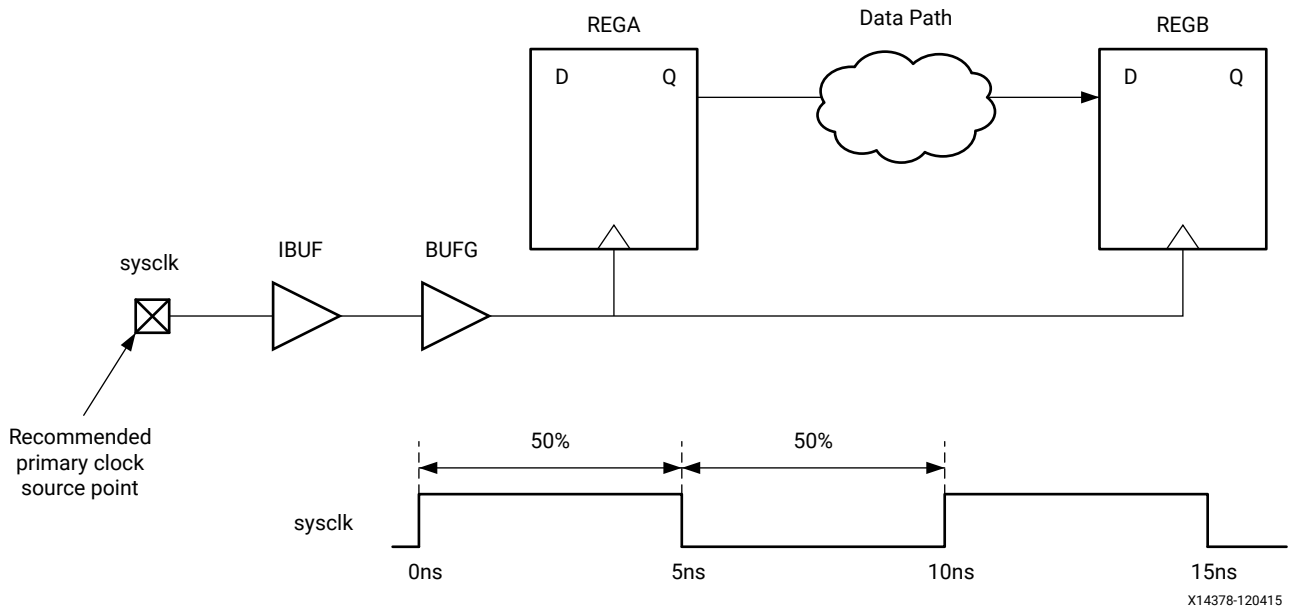 REGA
Data Path
REGB
D Q
D Q
IBUF
BUFG
sysclk
Recommended
primary clock
source point
50%
50%
sysclk
0ns
5ns
10ns
15ns
X14378-120415